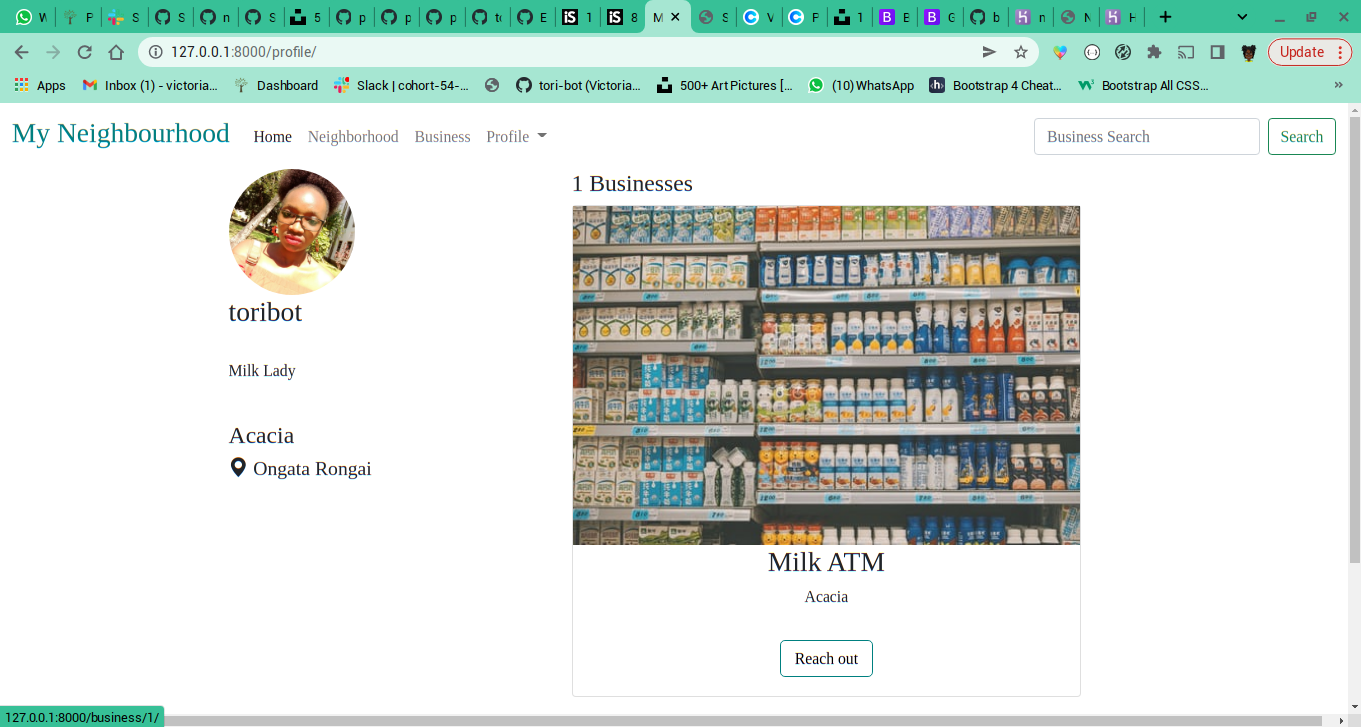 W
P
S
S
n
S
5
p
p
p
to
E
1
8
M
S
V
P
1
B
G
b
n
N
H
127.0.0.1:8000/profile/
Update
Apps
Inbox (1) - victoria…
Dashboard
Slack | cohort-54-…
tori-bot (Victoria…
500+ Art Pictures […
(10) WhatsApp
Bootstrap 4 Cheat…
Bootstrap All CSS…
»
My Neighbourhood
Home
Neighborhood
Business
Profile
Business Search
Search
toribot
Milk Lady
Acacia
Ongata Rongai
1 Businesses
Milk ATM
Acacia
Reach out
127.0.0.1:8000/business/1/